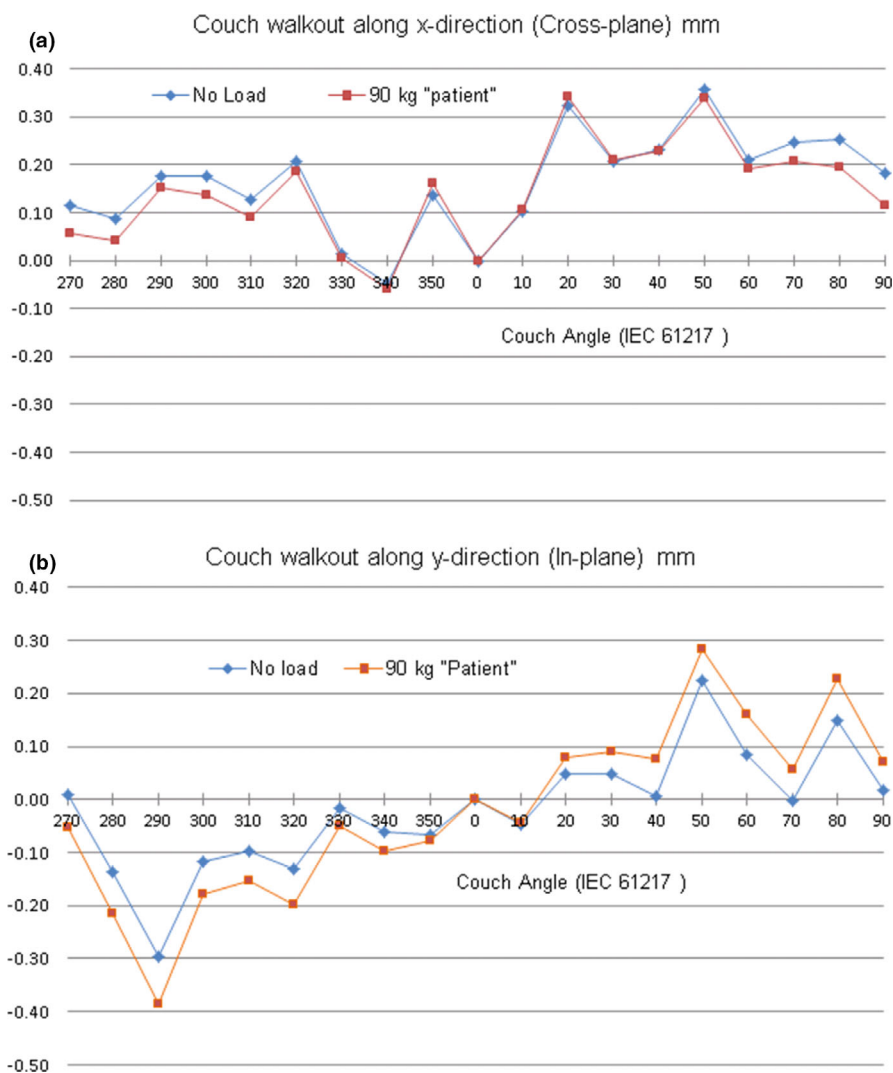 (a)
Couch walkout along x-direction (Cross-plane) mm
0.40
No Load 90 kg "patient"
0.30
0.20
0.10
0.00
270 280 290 300 310 320 330 340 350 0 10 20 30 40 50 60 70 80 90
-0.10
Couch Angle (IEC 61217 )
-0.20
-0.30
-0.40
-0.50
(b)
Couch walkout along y-direction (In-plane) mm
0.40
0.30
No load 90 kg "Patient"
0.20
0.10
0.00
270 280 290 300 310 320 330 340 350 0 10 20 30 40 50 60 70 80 90
-0.10
Couch Angle (IEC 61217 )
-0.20
-0.30
-0.40
-0.50